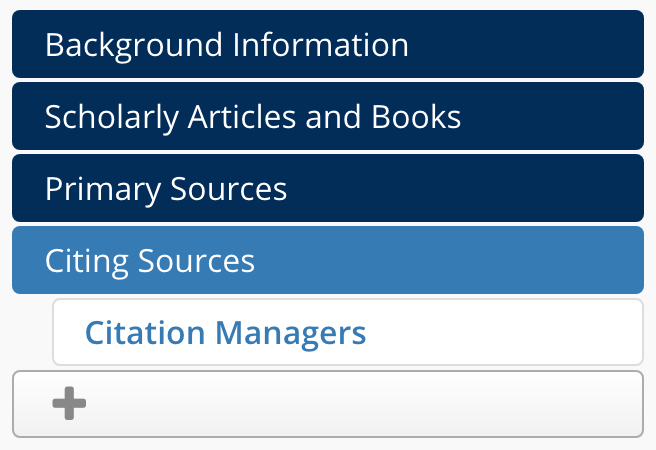 Background Information
Scholarly Articles and Books
Primary Sources
Citing Sources
Citation Managers